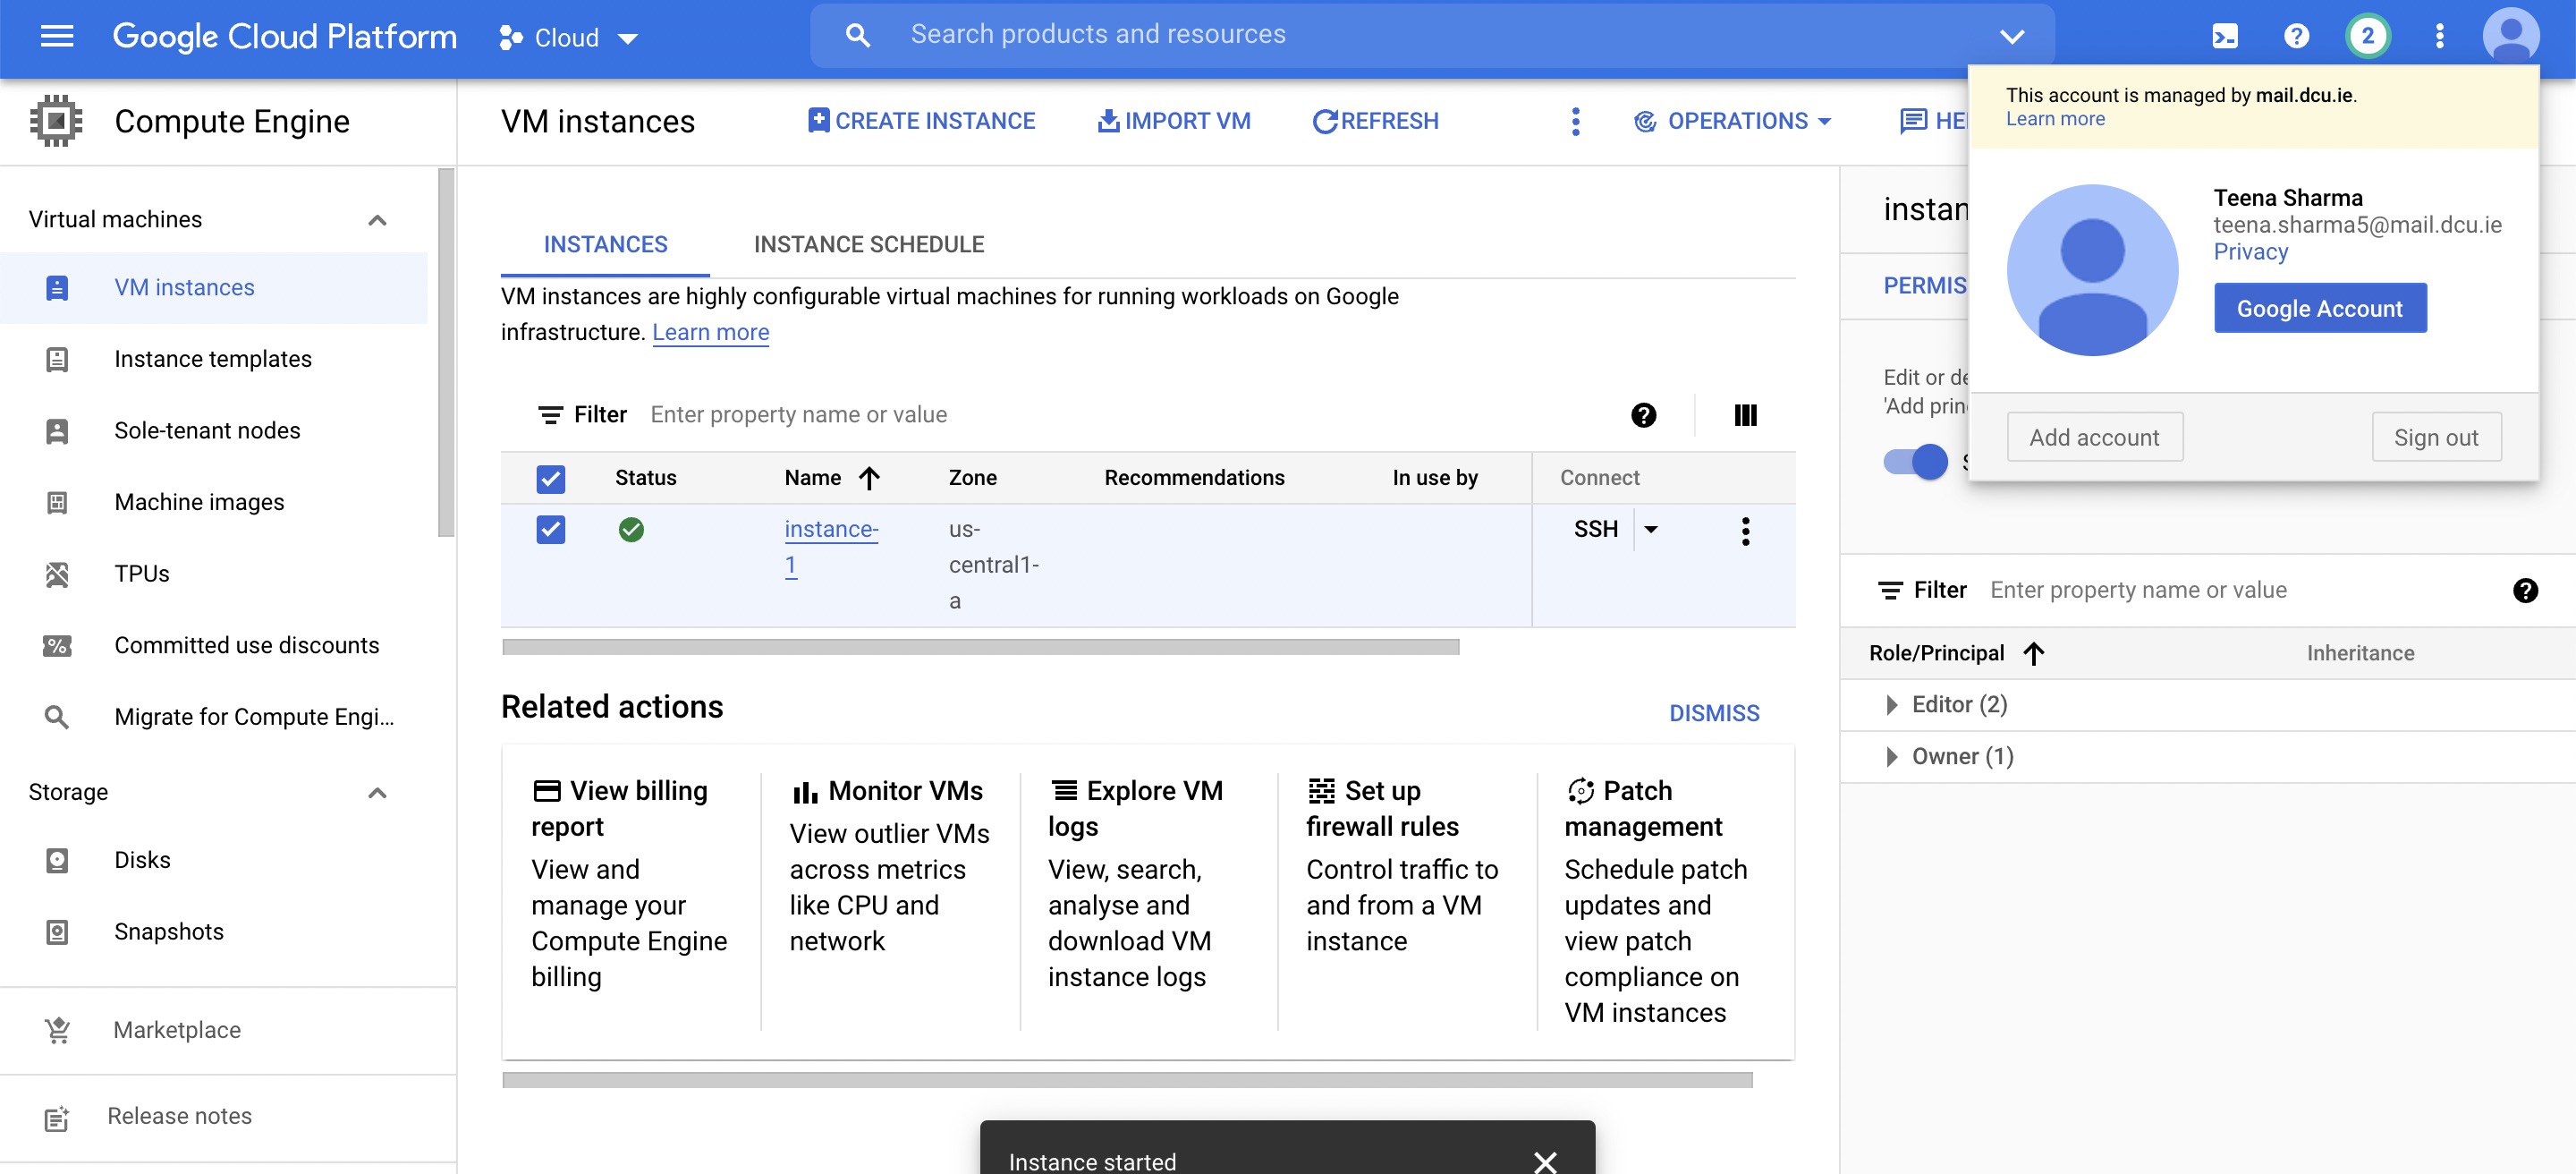 Google Cloud Platform
Cloud
Search products and resources
2
Compute Engine
Virtual machines
VM instances
Instance templates
Sole-tenant nodes
Machine images
TPUs
Committed use discounts
Migrate for Compute Engi...
Storage
Disks
Snapshots
Marketplace
Release notes
VM instances
CREATE INSTANCE
IMPORT VM
REFRESH
OPERATIONS
INSTANCES
INSTANCE SCHEDULE
VM instances are highly configurable virtual machines for running workloads on Google
infrastructure. Learn more
Filter Enter property name or value
Status Name Zone Recommendations In use by Connect
instance-
1
us-
central1-
a
SSH
Related actions
DISMISS
View billing
report
View and
manage your
Compute Engine
billing
Monitor VMs
View outlier VMs
across metrics
like CPU and
network
Explore VM
logs
View, search,
analyse and
download VM
instance logs
Set up
firewall rules
Control traffic to
and from a VM
instance
Patch
management
Schedule patch
updates and
view patch
compliance on
VM instances
Instance started
This account is managed by mail.dcu.ie.
Learn more
Teena Sharma
teena.sharma5@mail.dcu.ie
Privacy
Google Account
Add account
Sign out
instan
PERMIS
Edit or de
'Add prin
Filter Enter property name or value
Role/Principal Inheritance
Editor (2)
Owner (1)